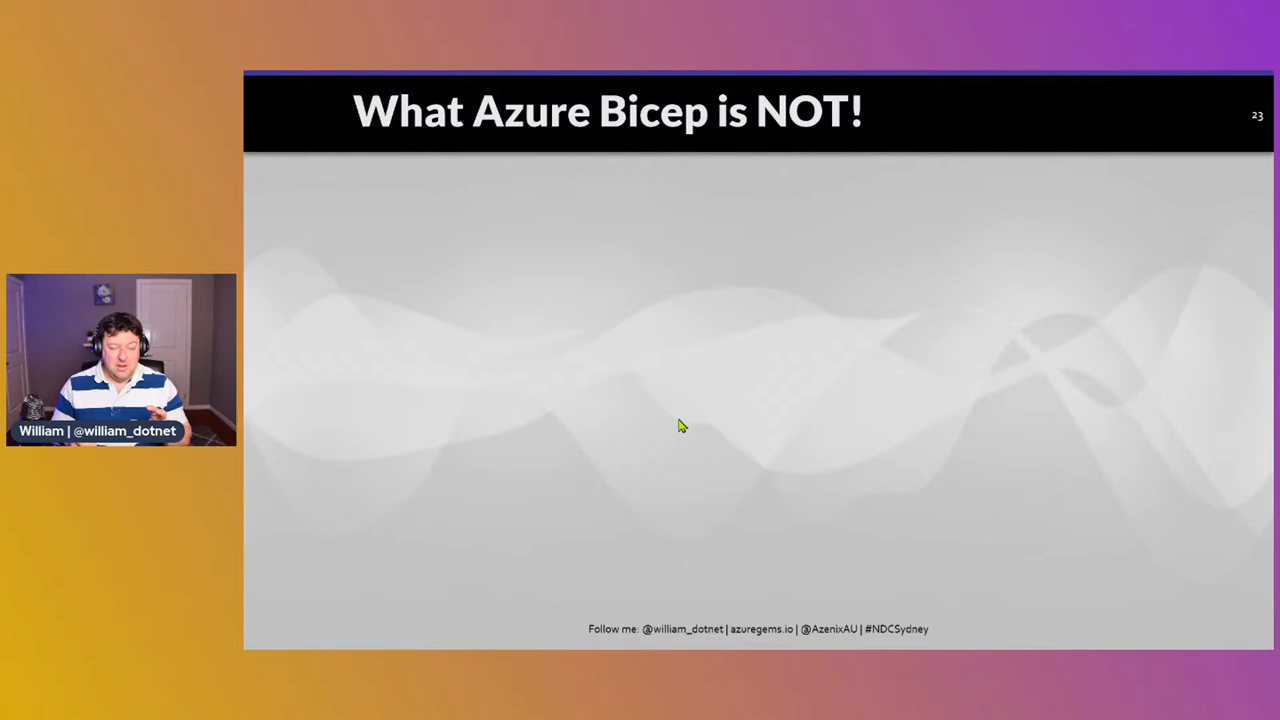 What Azure Bicep is NOT!
23
William | @william_dotnet
Follow me: @william_dotnet | azuregems.io | @AzenixAU | #NDCSydney